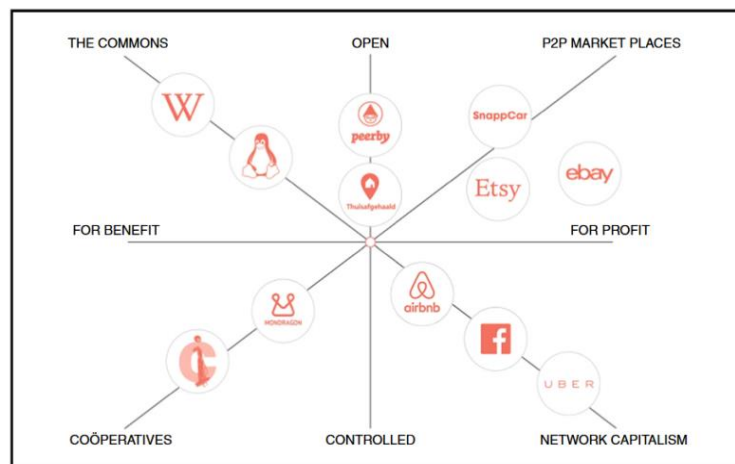 THE COMMONS
OPEN
P2P MARKET PLACES
W
peerby
SnappCar
Etsy
ebay
Thuisafgehaald
FOR BENEFIT
FOR PROFIT
airbnb
MONDRAGON
f
C
UBER
COÖPERATIVES
CONTROLLED
NETWORK CAPITALISM